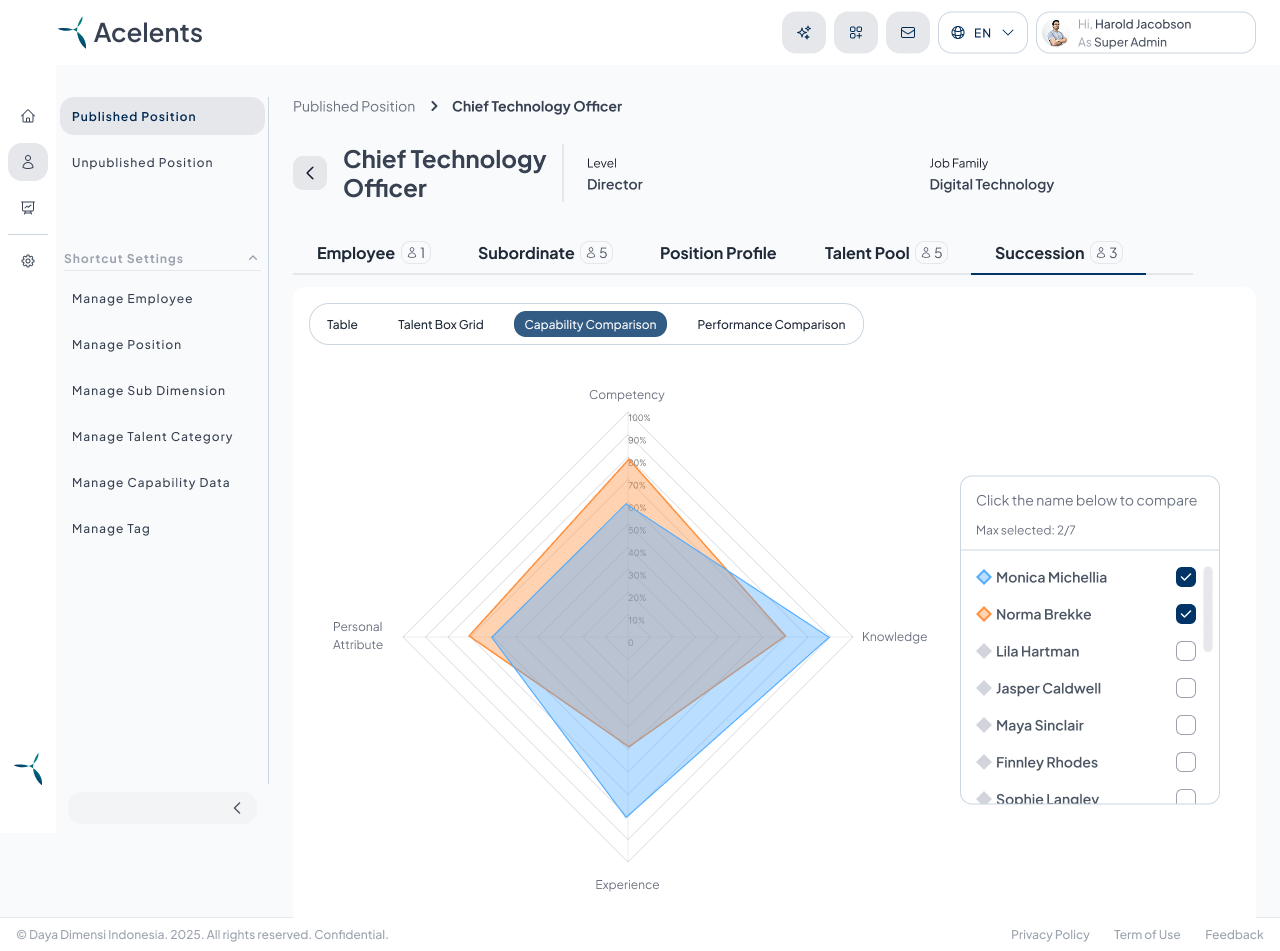 Acelents
EN
Hi, Harold Jacobson
As Super Admin
Published Position
Unpublished Position
Shortcut Settings
Manage Employee
Manage Position
Manage Sub Dimension
Manage Talent Category
Manage Capability Data
Manage Tag
Published Position
Chief Technology Officer
Chief Technology
Officer
Level
Director
Job Family
Digital Technology
Employee 1
Subordinate 5
Position Profile
Talent Pool 5
Succession 3
Table
Talent Box Grid
Capability Comparison
Performance Comparison
Competency
100%
90%
80%
70%
60%
50%
40%
30%
20%
10%
0
Personal
Attribute
Knowledge
Experience
Click the name below to compare
Max selected: 2/7
Monica Michellia
Norma Brekke
Lila Hartman
Jasper Caldwell
Maya Sinclair
Finnley Rhodes
Sophie Langley
© Daya Dimensi Indonesia. 2025. All rights reserved. Confidential.
Privacy Policy
Term of Use
Feedback